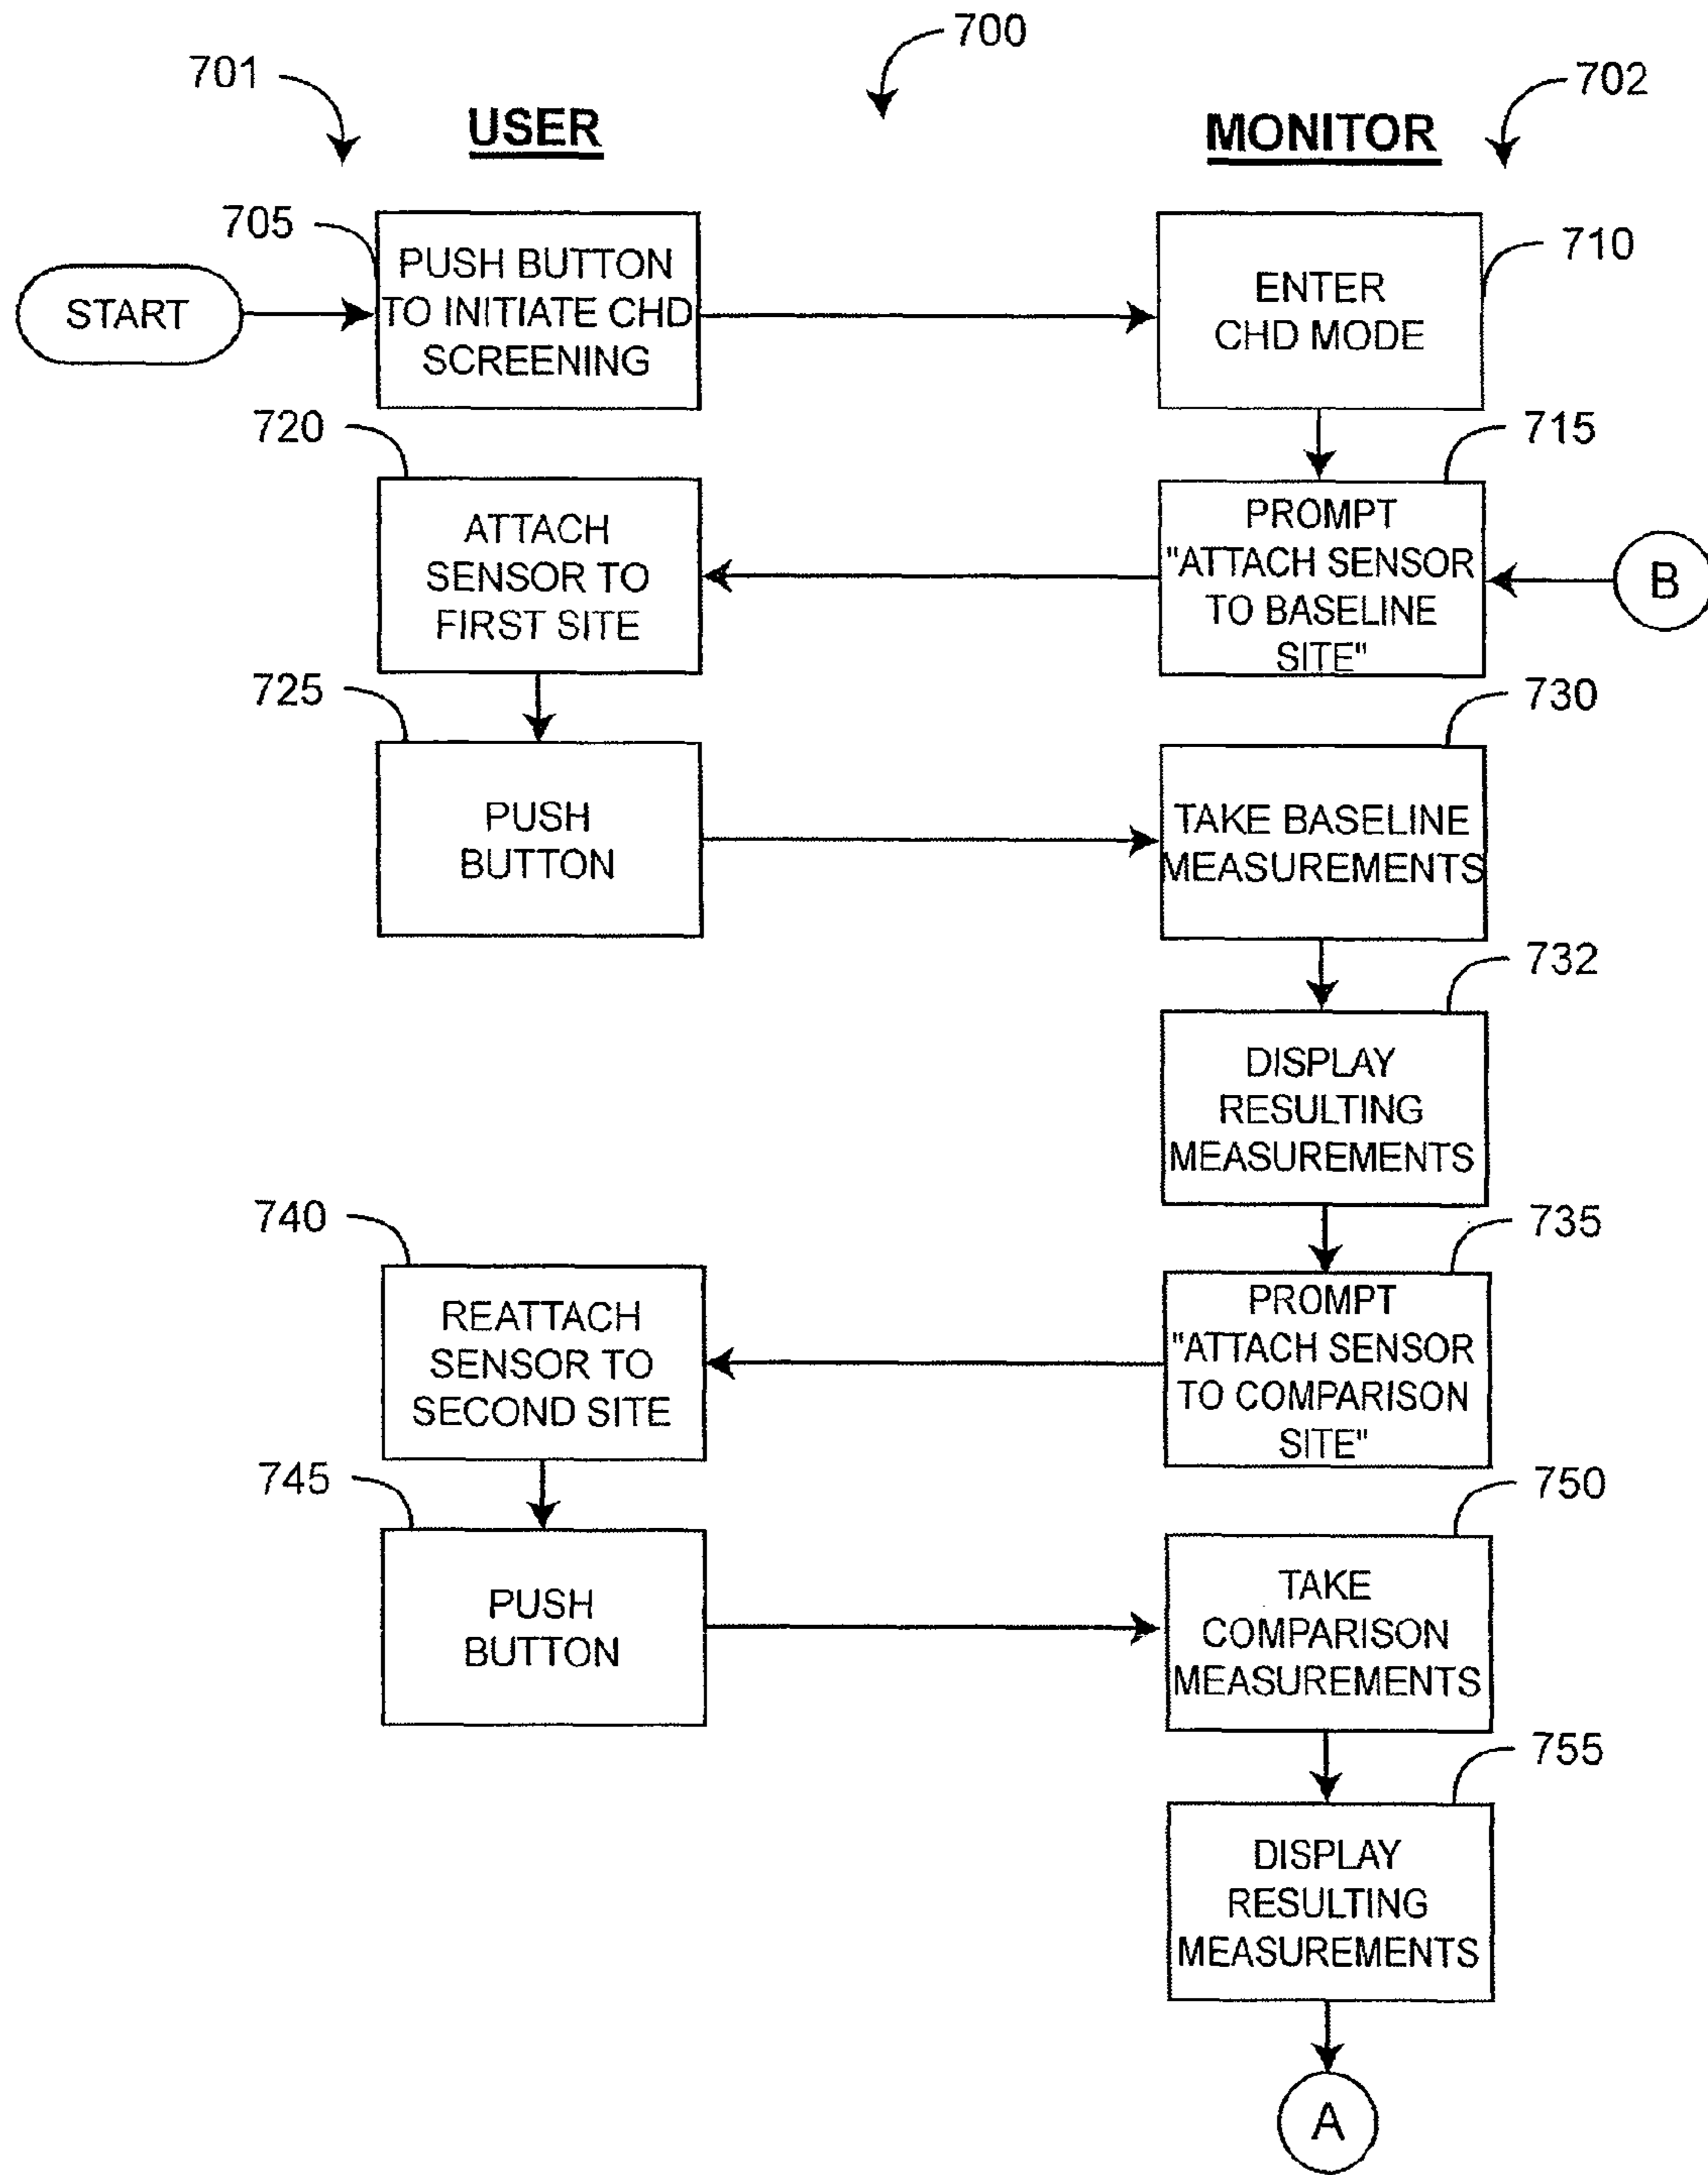 700
701
702
USER
MONITOR
705
710
START
PUSH BUTTON
TO INITIATE CHD
SCREENING
ENTER
CHD MODE
720
715
ATTACH
SENSOR TO
FIRST SITE
PROMPT
"ATTACH SENSOR
TO BASELINE
SITE"
B
725
730
PUSH
BUTTON
TAKE BASELINE
MEASUREMENTS
732
DISPLAY
RESULTING
MEASUREMENTS
740
735
REATTACH
SENSOR TO
SECOND SITE
PROMPT
"ATTACH SENSOR
TO COMPARISON
SITE"
745
750
PUSH
BUTTON
TAKE
COMPARISON
MEASUREMENTS
755
DISPLAY
RESULTING
MEASUREMENTS
A